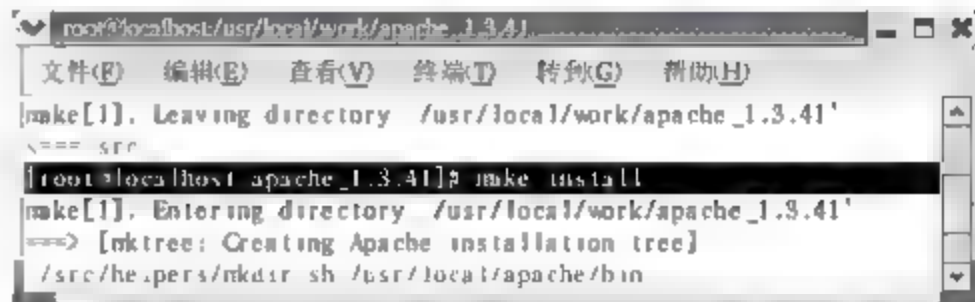 root@localhost:/usr/local/work/apache_1.3.41
文件(F) 编辑(E) 查看(V) 终端(T) 转到(G) 帮助(H)
make[1]. Leaving directory /usr/local/work/apache_1.3.41'
<=== src
[root@localhost apache_1.3.41]# make install
make[1]. Entering directory /usr/local/work/apache_1.3.41'
===> [mktree: Creating Apache installation tree]
/src/helpers/mkdir sh /usr/local/apache/bin